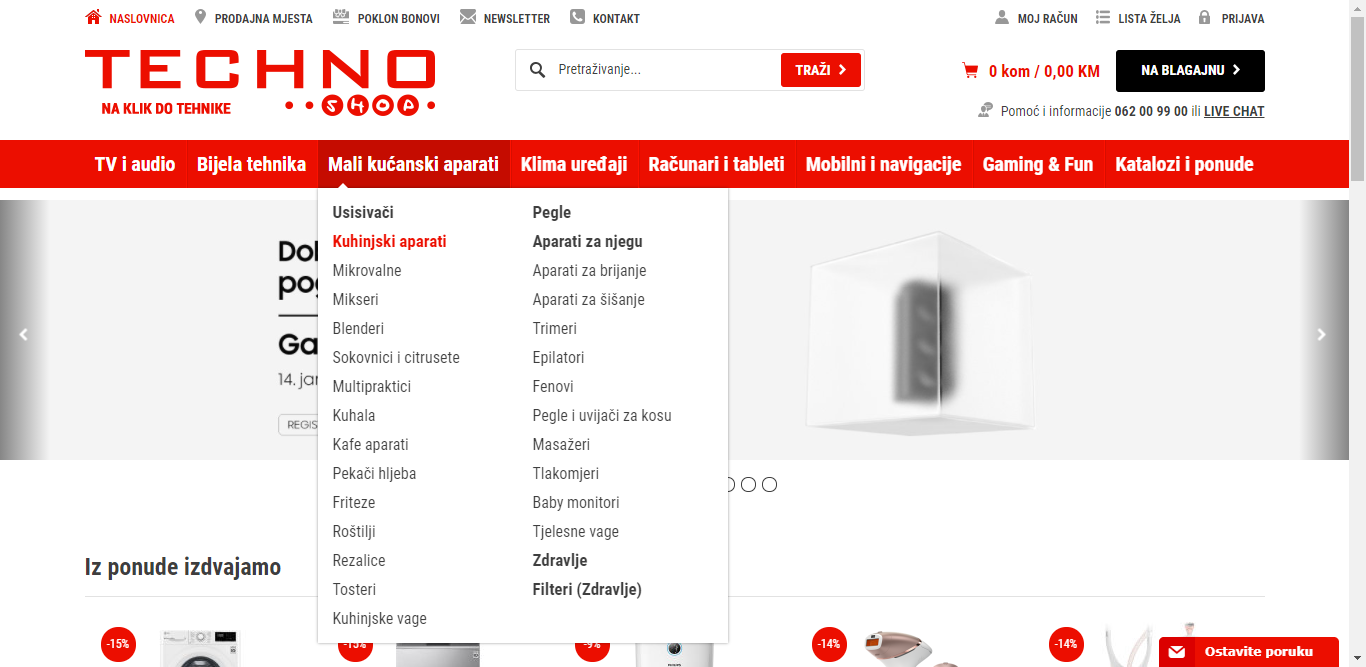 NASLOVNICA PRODAJNA MJESTA POKLON BONOVI NEWSLETTER KONTAKT MOJ RAČUN LISTA ŽELJA PRIJAVA
TECHNO
NA KLIK DO TEHNIKE SHOP
Pretraživanje... TRAŽI
0 kom / 0,00 KM NA BLAGAJNU
Pomoć i informacije 062 00 99 00 ili LIVE CHAT
TV i audio Bijela tehnika Mali kućanski aparati Klima uređaji Računari i tableti Mobilni i navigacije Gaming & Fun Katalozi i ponude
Usisivači
Kuhinjski aparati
Mikrovalne
Mikseri
Blenderi
Sokovnici i citrusete
Multipraktici
Kuhala
Kafe aparati
Pekači hljeba
Friteze
Roštilji
Rezalice
Tosteri
Kuhinjske vage
Pegle
Aparati za njegu
Aparati za brijanje
Aparati za šišanje
Trimeri
Epilatori
Fenovi
Pegle i uvijači za kosu
Masažeri
Tlakomjeri
Baby monitori
Tjelesne vage
Zdravlje
Filteri (Zdravlje)
14. jan
Iz ponude izdvajamo
-15% -15% -9% -14% -14%
PHILIPS
Ostavite poruku